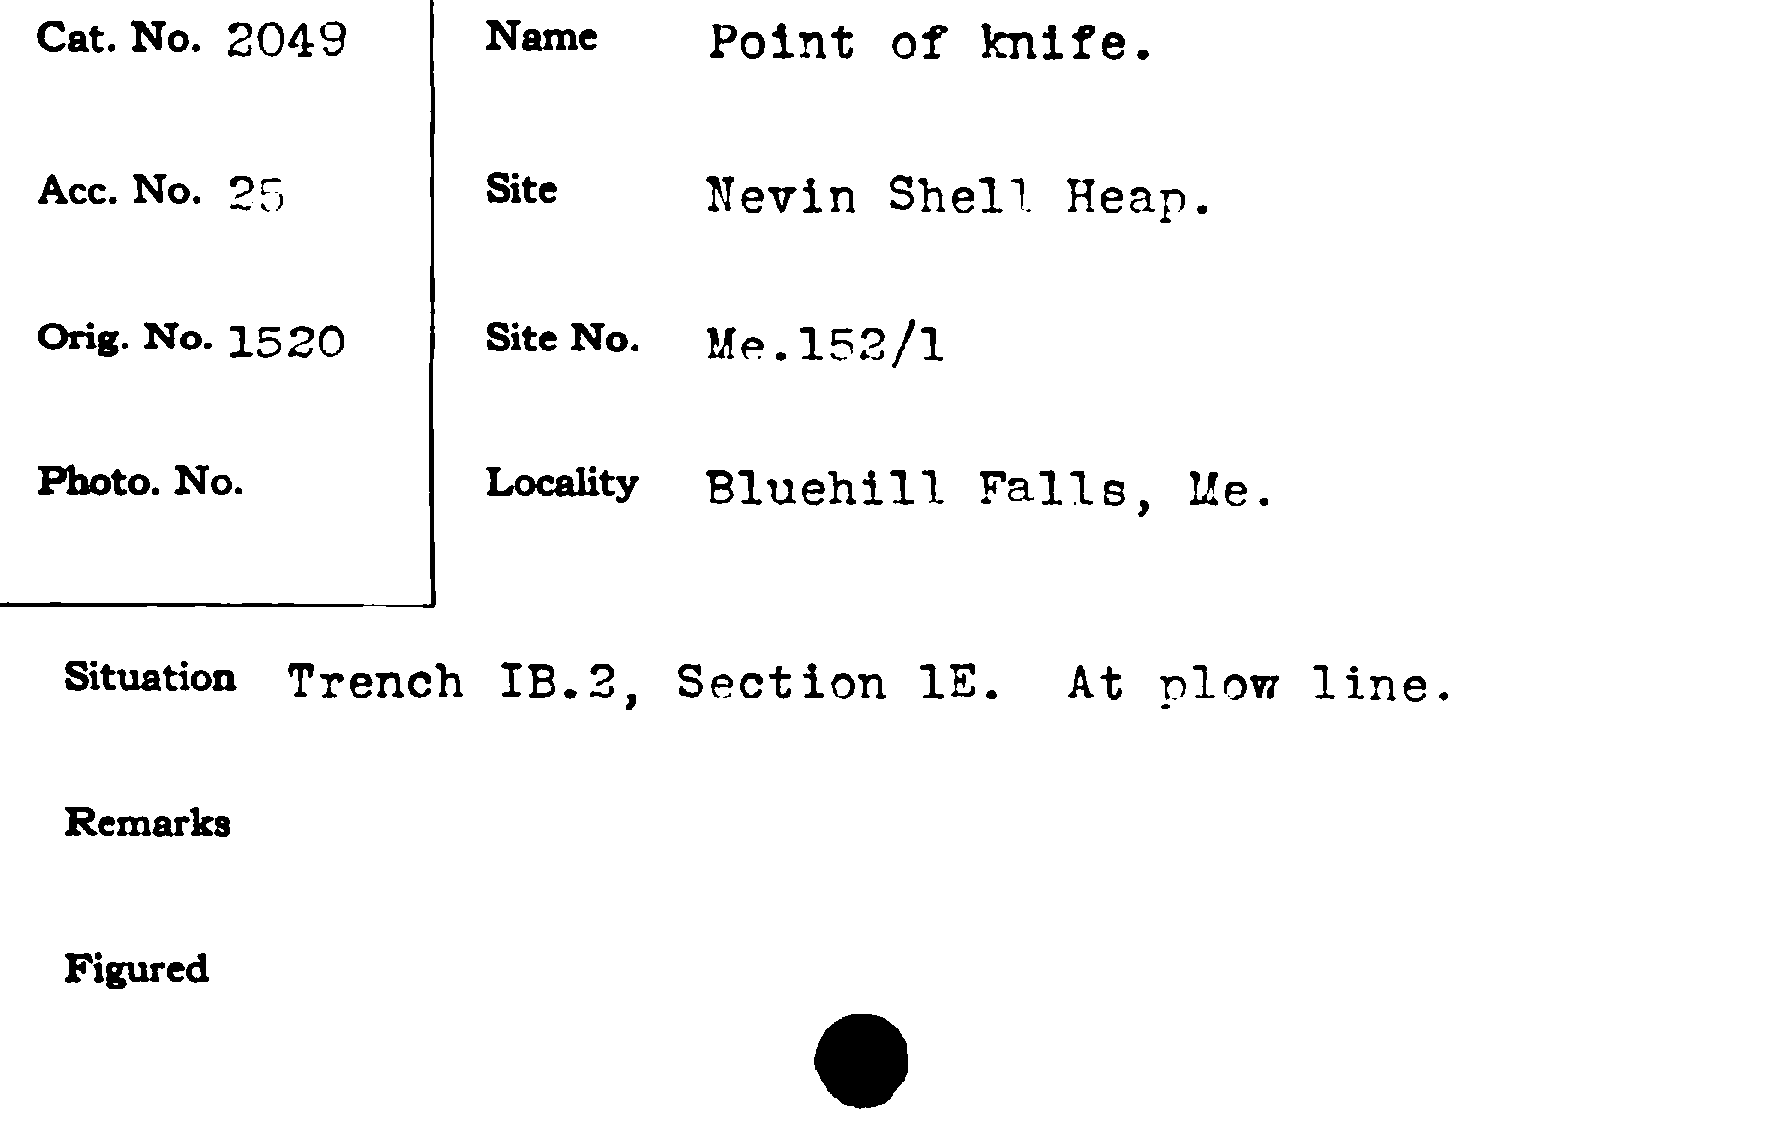 Cat. No. 2049 Name Point of knife.
Acc. No. 25 Site Nevin Shell Heap.
Orig. No. 1520 Site No. Me.152/1
Photo. No. Locality Bluehill Falls, Me.
Situation Trench IB.2, Section 1E. At plow line.
Remarks
Figured